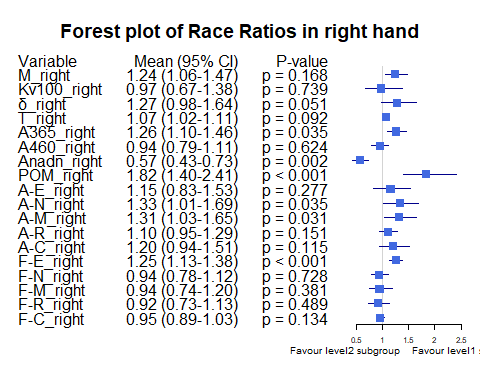 Forest plot of Race Ratios in right hand
Variable Mean (95% CI) P-value
M_right 1.24 (1.06-1.47) p = 0.168
Kv100_right 0.97 (0.67-1.38) p = 0.739
δ_right 1.27 (0.98-1.64) p = 0.051
T_right 1.07 (1.02-1.11) p = 0.092
A365_right 1.26 (1.10-1.46) p = 0.035
A460_right 0.94 (0.79-1.11) p = 0.624
Anadn_right 0.57 (0.43-0.73) p = 0.002
POM_right 1.82 (1.40-2.41) p < 0.001
A-E_right 1.15 (0.83-1.53) p = 0.277
A-N_right 1.33 (1.01-1.69) p = 0.035
A-M_right 1.31 (1.03-1.65) p = 0.031
A-R_right 1.10 (0.95-1.29) p = 0.151
A-C_right 1.20 (0.94-1.51) p = 0.115
F-E_right 1.25 (1.13-1.38) p < 0.001
F-N_right 0.94 (0.78-1.12) p = 0.728
F-M_right 0.94 (0.74-1.20) p = 0.381
F-R_right 0.92 (0.73-1.13) p = 0.489
F-C_right 0.95 (0.89-1.03) p = 0.134
0.5 1 1.5 2 2.5
Favour level2 subgroup Favour level1 s